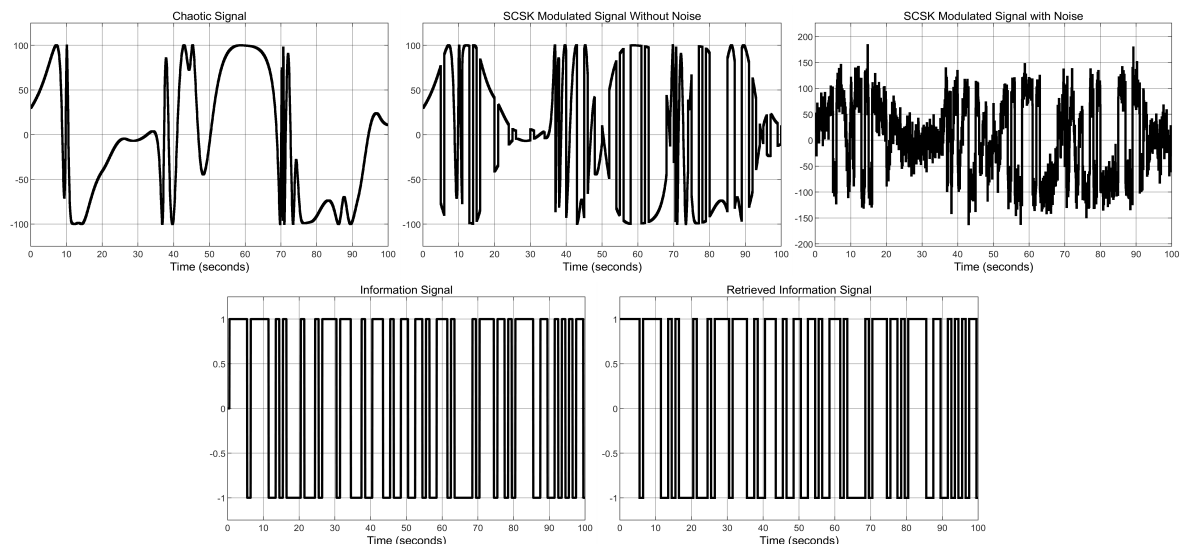 Chaotic Signal
100
50
0
-50
-100
0 10 20 30 40 50 60 70 80 90 100
Time (seconds)
SCSK Modulated Signal Without Noise
100
50
0
-50
-100
0 10 20 30 40 50 60 70 80 90 100
Time (seconds)
SCSK Modulated Signal with Noise
200
150
100
50
0
-50
-100
-150
-200
0 10 20 30 40 50 60 70 80 90 100
Time (seconds)
Information Signal
1
0.5
0
-0.5
-1
0 10 20 30 40 50 60 70 80 90 100
Time (seconds)
Retrieved Information Signal
1
0.5
0
-0.5
-1
0 10 20 30 40 50 60 70 80 90 100
Time (seconds)